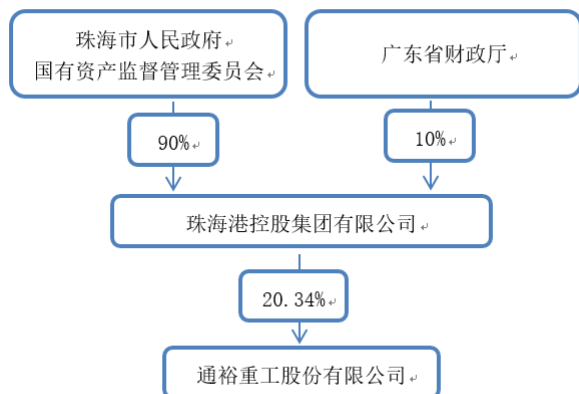 珠海市人民政府
国有资产监督管理委员会
广东省财政厅
90%
10%
珠海港控股集团有限公司
20.34%
通裕重工股份有限公司